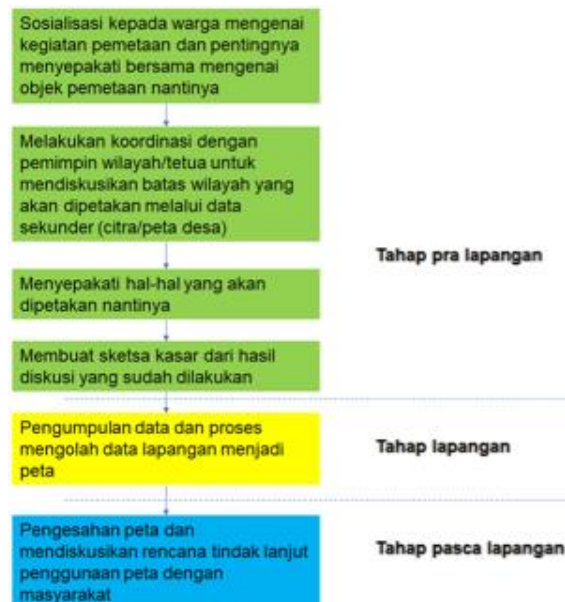 Sosialisasi kepada warga mengenai
kegiatan pemetaan dan pentingnya
menyepakati bersama mengenai
objek pemetaan nantinya
Melakukan koordinasi dengan
pemimpin wilayah/tetua untuk
mendiskusikan batas wilayah yang
akan dipetakan melalui data
sekunder (citra/peta desa)
Tahap pra lapangan
Menyepakati hal-hal yang akan
dipetakan nantinya
Membuat sketsa kasar dari hasil
diskusi yang sudah dilakukan
Pengumpulan data dan proses
mengolah data lapangan menjadi
peta
Tahap lapangan
Pengesahan peta dan
mendiskusikan rencana tindak lanjut
penggunaan peta dengan
masyarakat
Tahap pasca lapangan